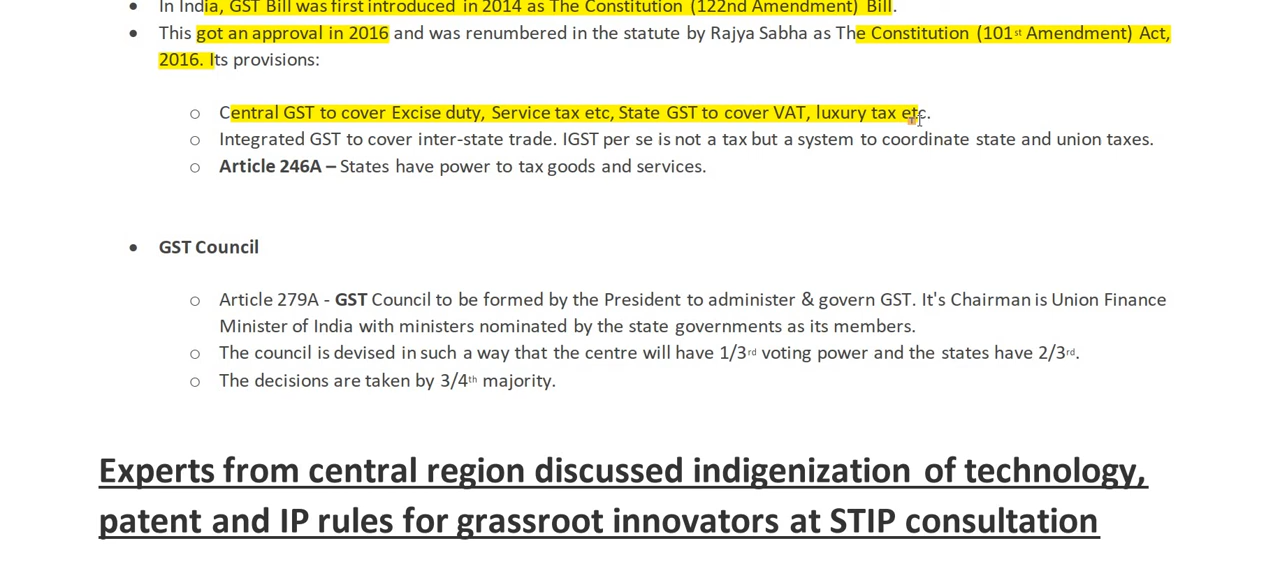 • In India, GST Bill was first introduced in 2014 as The Constitution (122nd Amendment) Bill.
• This got an approval in 2016 and was renumbered in the statute by Rajya Sabha as The Constitution (101st Amendment) Act,
2016. Its provisions:
o Central GST to cover Excise duty, Service tax etc, State GST to cover VAT, luxury tax etc.
o Integrated GST to cover inter-state trade. IGST per se is not a tax but a system to coordinate state and union taxes.
o Article 246A – States have power to tax goods and services.
• GST Council
o Article 279A - GST Council to be formed by the President to administer & govern GST. It's Chairman is Union Finance
Minister of India with ministers nominated by the state governments as its members.
o The council is devised in such a way that the centre will have 1/3rd voting power and the states have 2/3rd.
o The decisions are taken by 3/4th majority.
Experts from central region discussed indigenization of technology,
patent and IP rules for grassroot innovators at STIP consultation